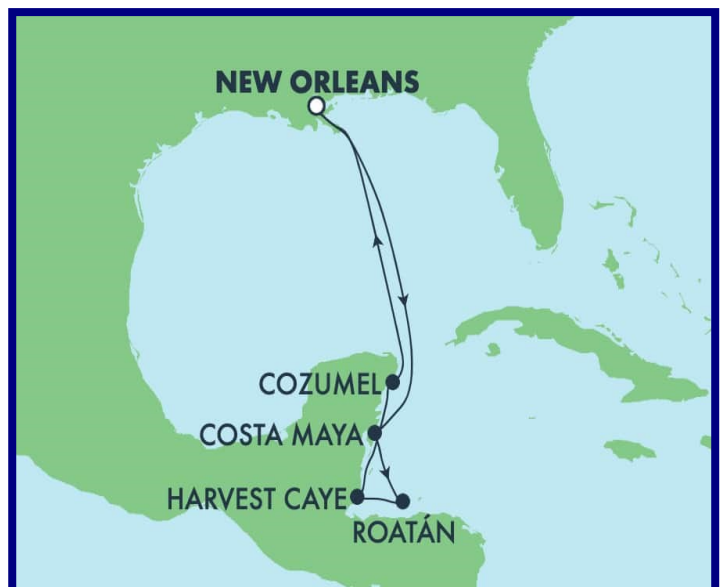 NEW ORLEANS
COZUMEL
COSTA MAYA
HARVEST CAYE
ROATÁN